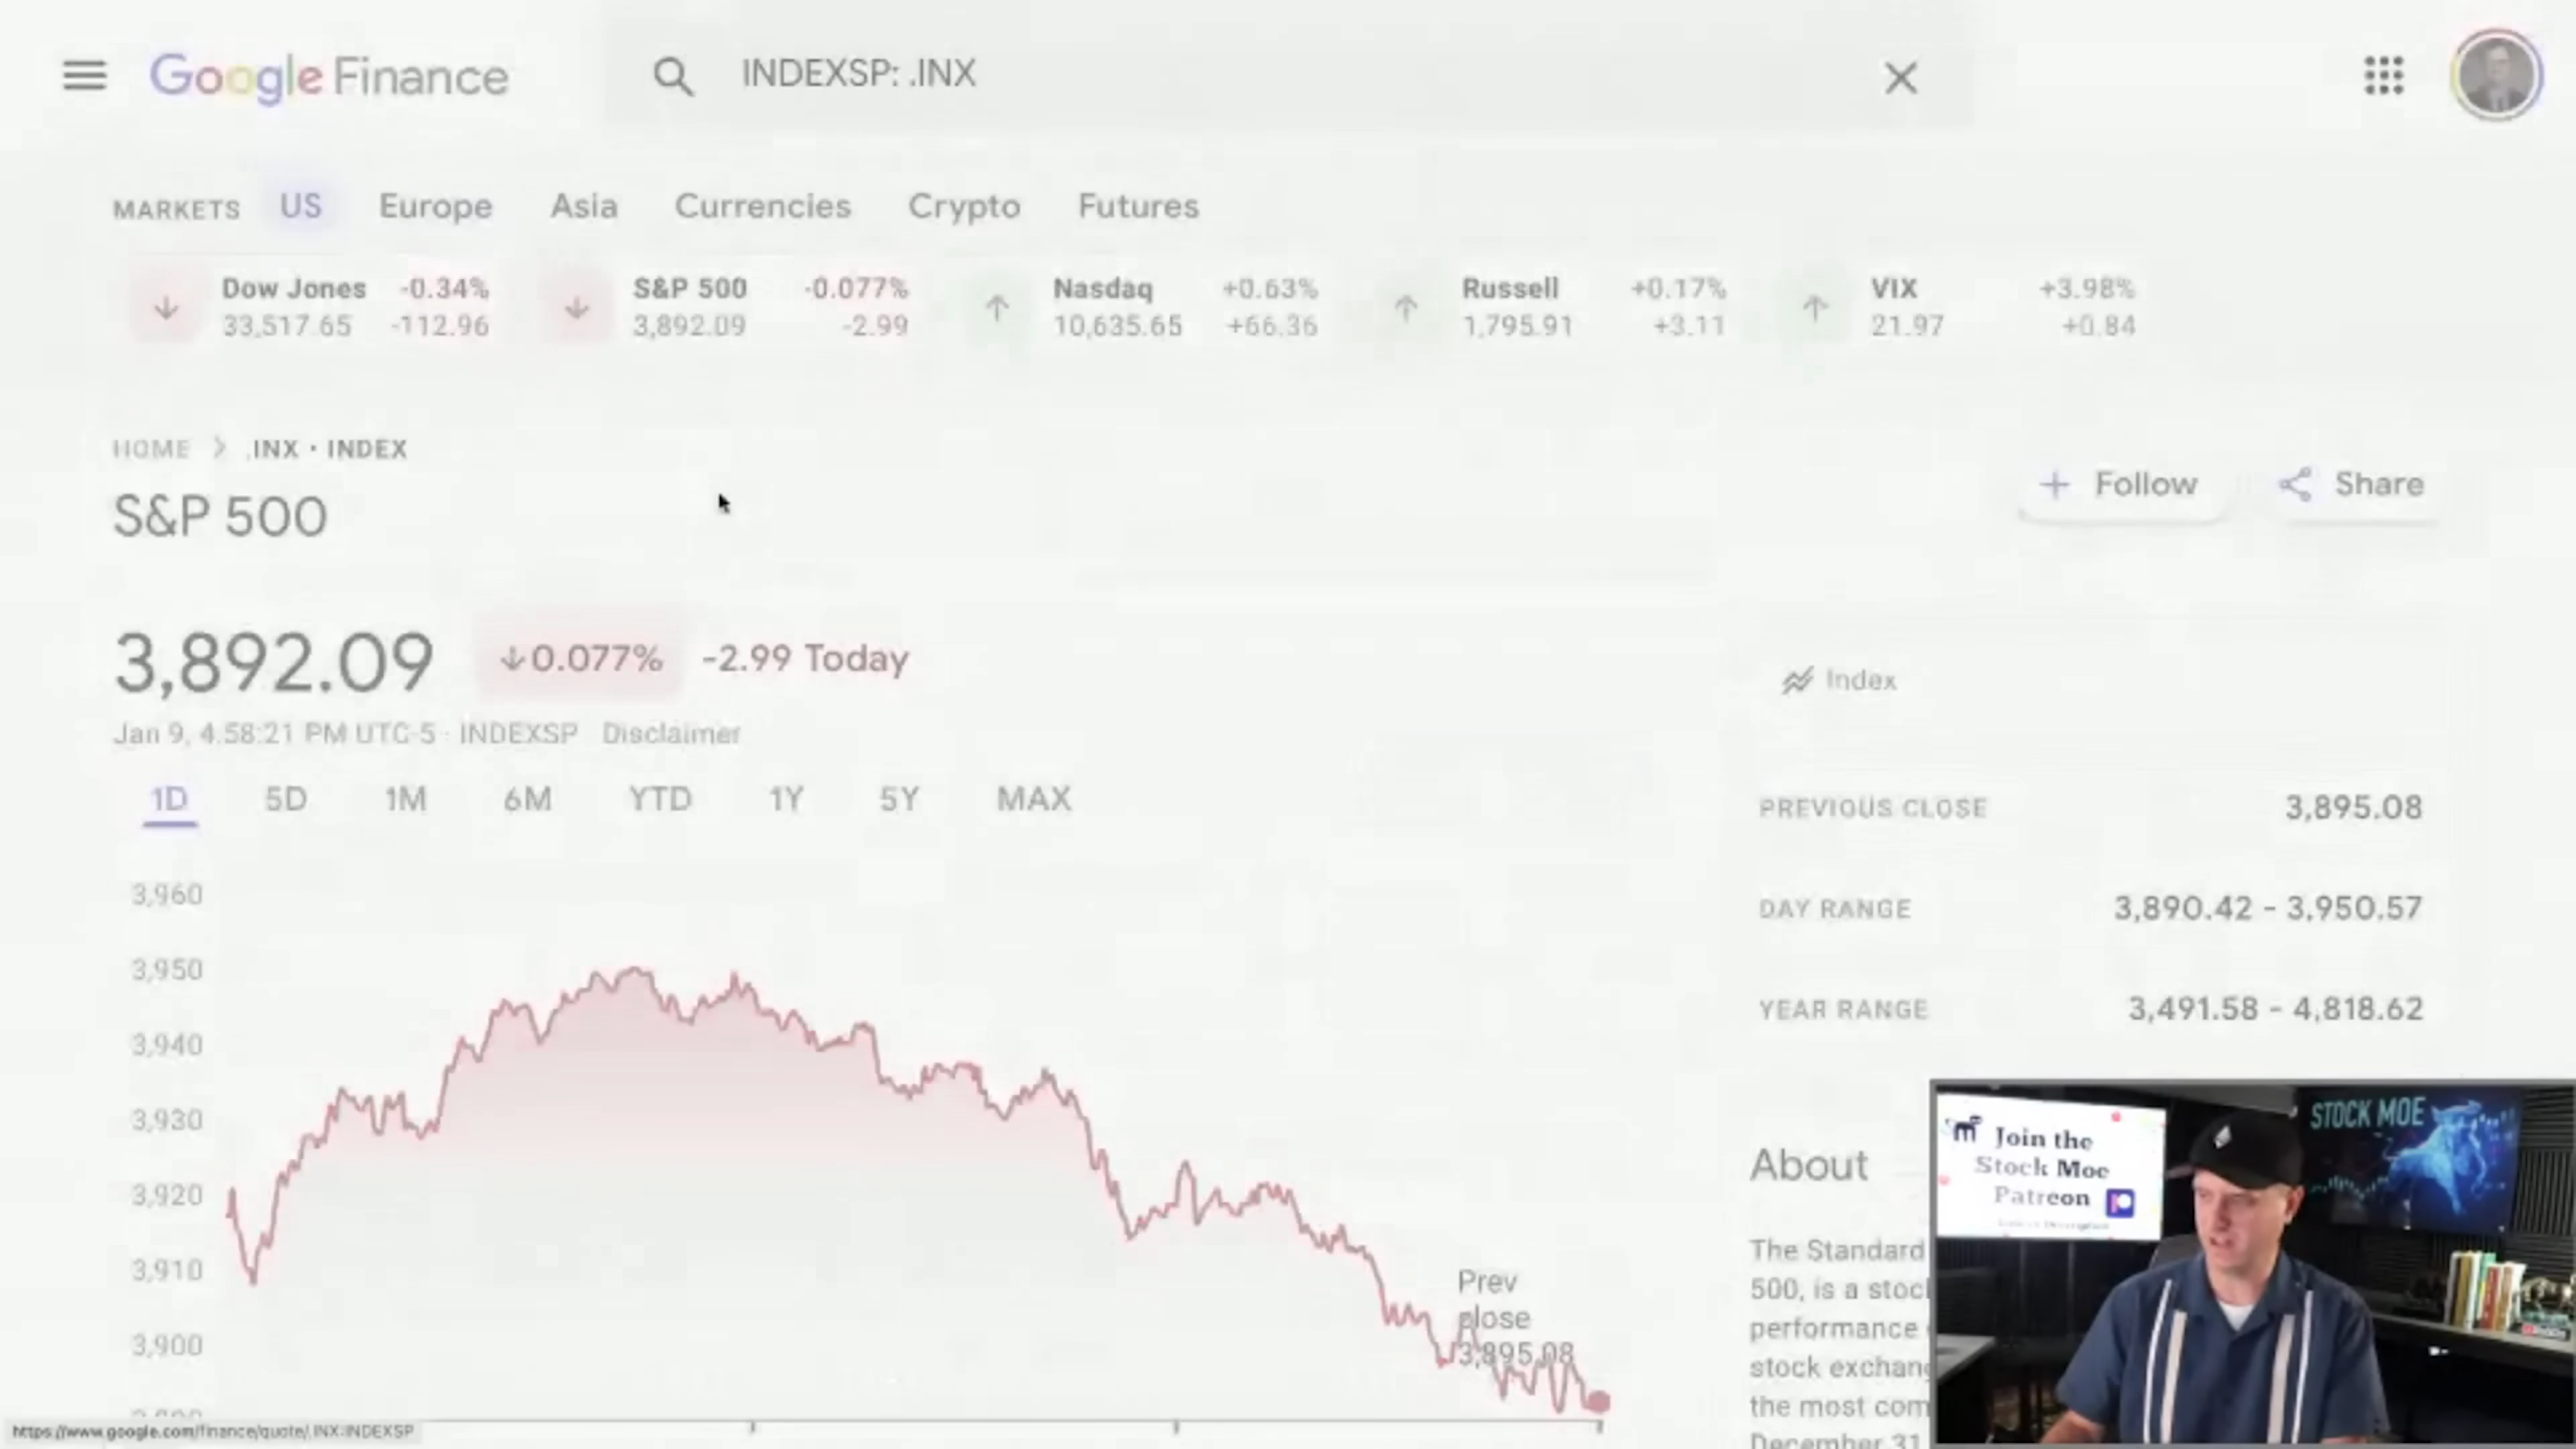 Google Finance
INDEXSP: .INX
MARKETS US Europe Asia Currencies Crypto Futures
Dow Jones -0.34% S&P 500 -0.077% Nasdaq +0.63% Russell +0.17% VIX +3.98%
33,517.65 -112.96 3,892.09 -2.99 10,635.65 +66.36 1,795.91 +3.11 21.97 +0.84
HOME .INX · INDEX
S&P 500
Follow Share
3,892.09 0.077% -2.99 Today
Jan 9, 4:58:21 PM UTC-5 · INDEXSP · Disclaimer
1D 5D 1M 6M YTD 1Y 5Y MAX
3,960
3,950
3,940
3,930
3,920
3,910
3,900
Prev
close
3,895.08
Index
PREVIOUS CLOSE 3,895.08
DAY RANGE 3,890.42 - 3,950.57
YEAR RANGE 3,491.58 - 4,818.62
About
The Standard
500, is a stoc
performance
stock exchan
the most com
December 31
https://www.google.com/finance/quote/.INX:INDEXSP
Join the
Stock Moe
Patreon
STOCK MOE